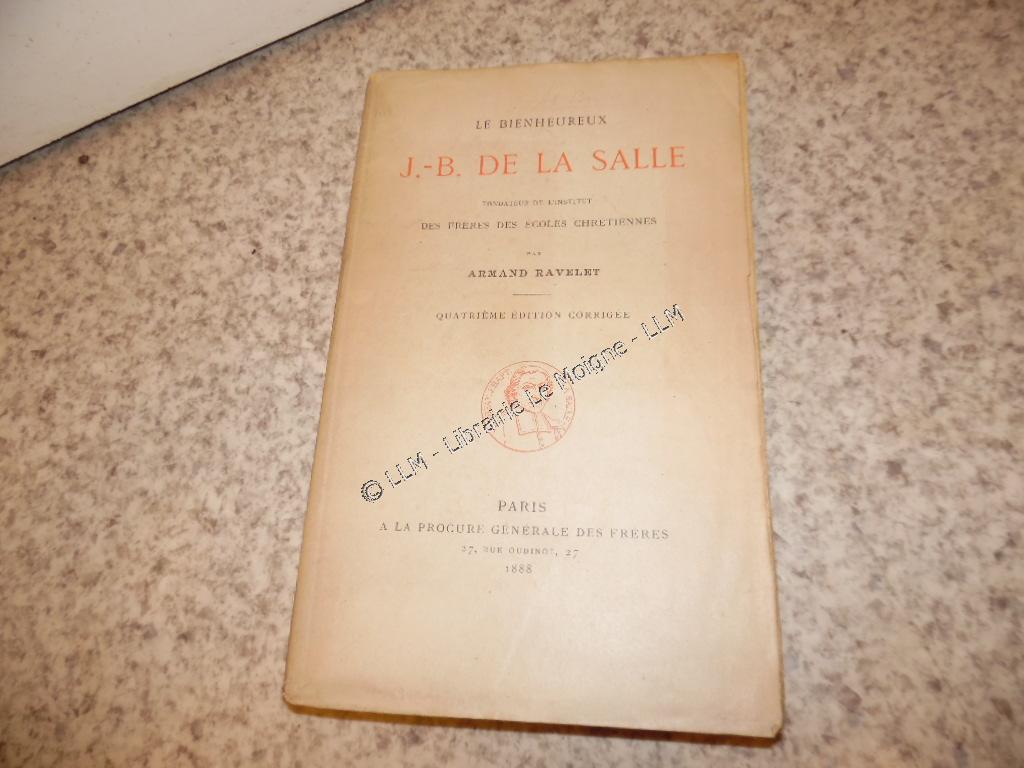 LE BIENHEUREUX
J.-B. DE LA SALLE
FONDATEUR DE L'INSTITUT
DES FRÈRES DES ÉCOLES CHRÉTIENNES
PAR
ARMAND RAVELET
QUATRIÈME ÉDITION CORRIGÉE
© LLM - Librairie Le Moigne - LLM
PARIS
A LA PROCURE GÉNÉRALE DES FRÈRES
27, RUE OUDINOT, 27
1888